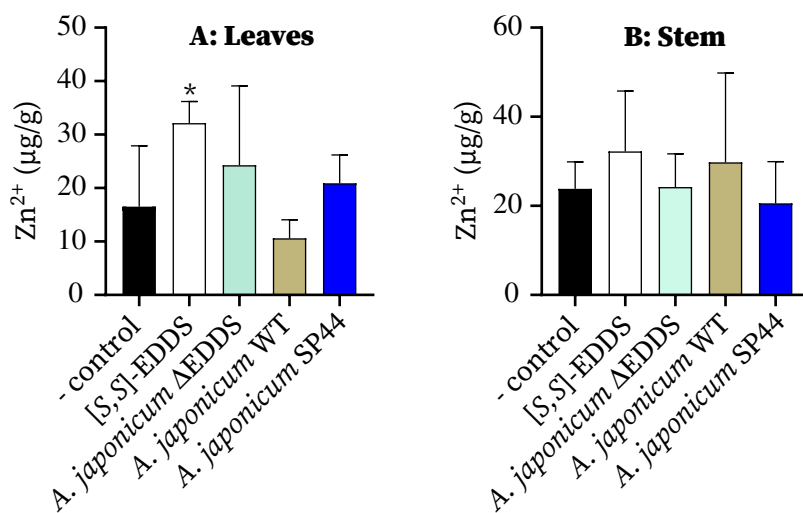 A: Leaves
Zn²⁺ (µg/g)
50
40
30
20
10
0
*
- control
[S,S]-EDDS
A. japonicum ΔEDDS
A. japonicum WT
A. japonicum SP44
B: Stem
Zn²⁺ (µg/g)
60
40
20
0
- control
[S,S]-EDDS
A. japonicum ΔEDDS
A. japonicum WT
A. japonicum SP44